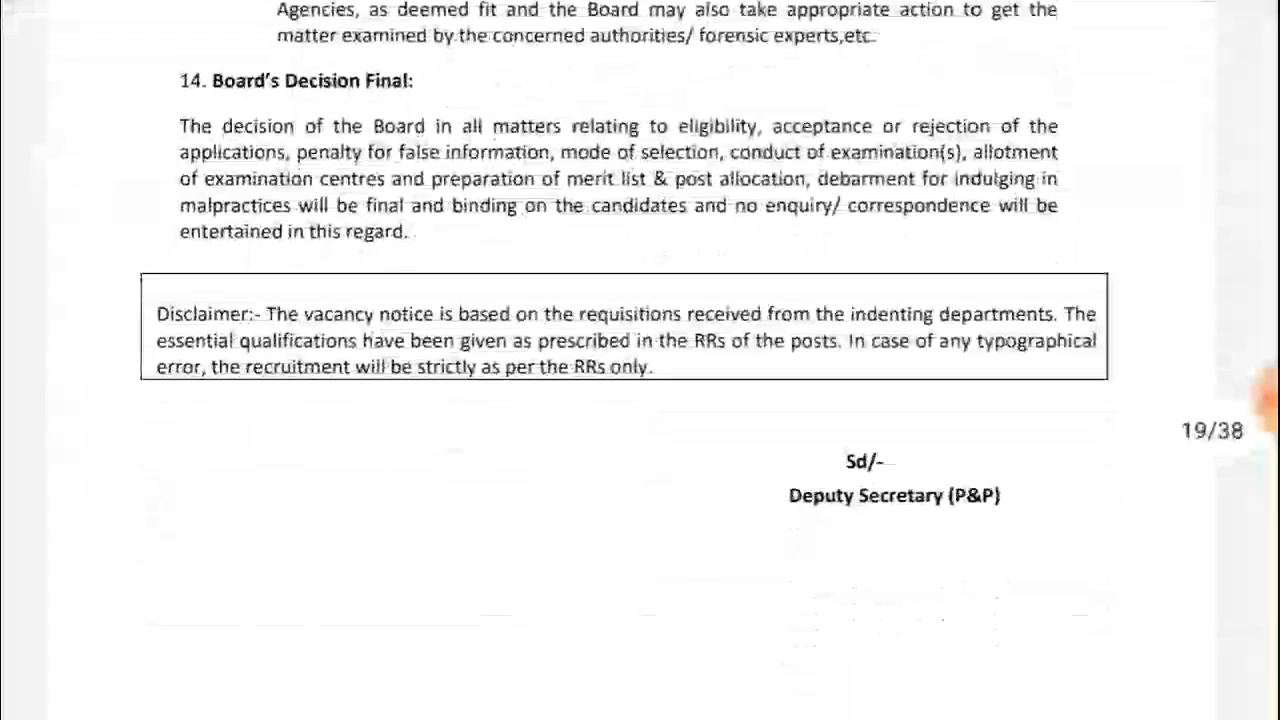 Agencies, as deemed fit and the Board may also take appropriate action to get the
matter examined by the concerned authorities/ forensic experts,etc.
14. Board's Decision Final:
The decision of the Board in all matters relating to eligibility, acceptance or rejection of the
applications, penalty for false information, mode of selection, conduct of examination(s), allotment
of examination centres and preparation of merit list & post allocation, debarment for indulging in
malpractices will be final and binding on the candidates and no enquiry/ correspondence will be
entertained in this regard.
Disclaimer:- The vacancy notice is based on the requisitions received from the indenting departments. The
essential qualifications have been given as prescribed in the RRs of the posts. In case of any typographical
error, the recruitment will be strictly as per the RRs only.
19/38
Sd/-
Deputy Secretary (P&P)